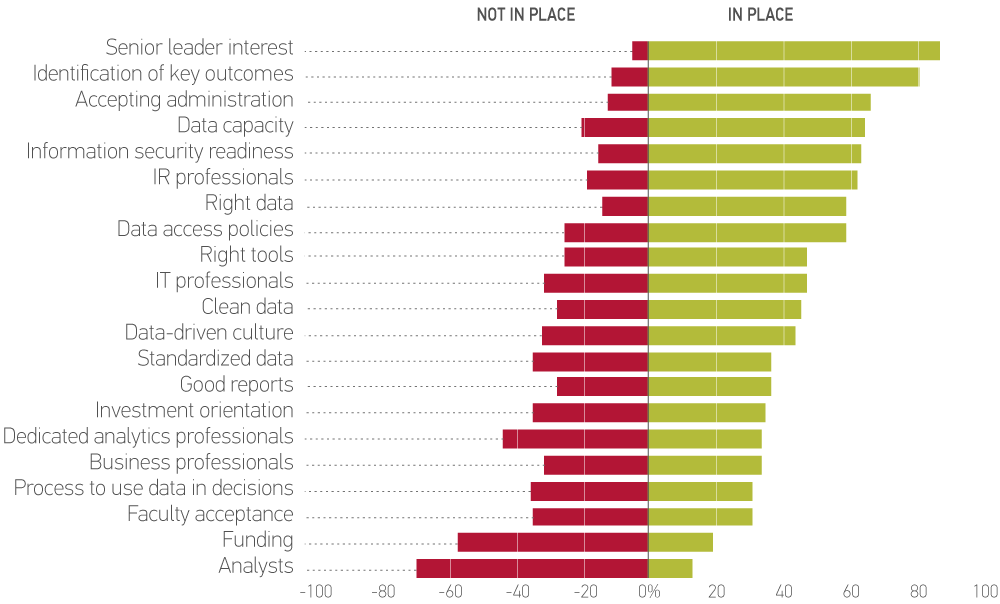 NOT IN PLACE IN PLACE
Senior leader interest
Identification of key outcomes
Accepting administration
Data capacity
Information security readiness
IR professionals
Right data
Data access policies
Right tools
IT professionals
Clean data
Data-driven culture
Standardized data
Good reports
Investment orientation
Dedicated analytics professionals
Business professionals
Process to use data in decisions
Faculty acceptance
Funding
Analysts
-100 -80 -60 -40 -20 0% 20 40 60 80 100